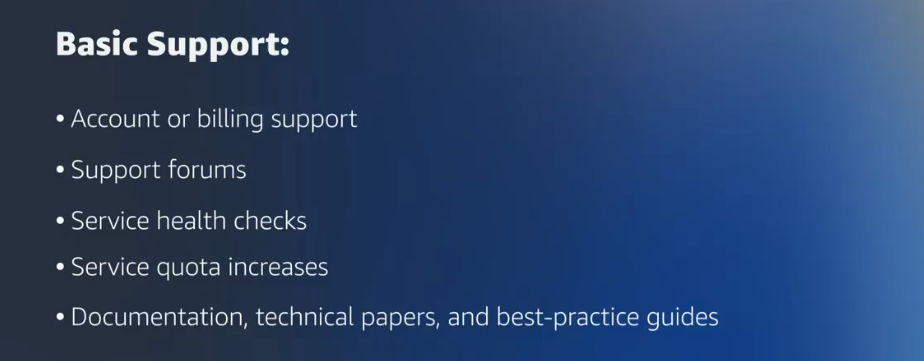 Basic Support:
• Account or billing support
• Support forums
• Service health checks
• Service quota increases
• Documentation, technical papers, and best-practice guides